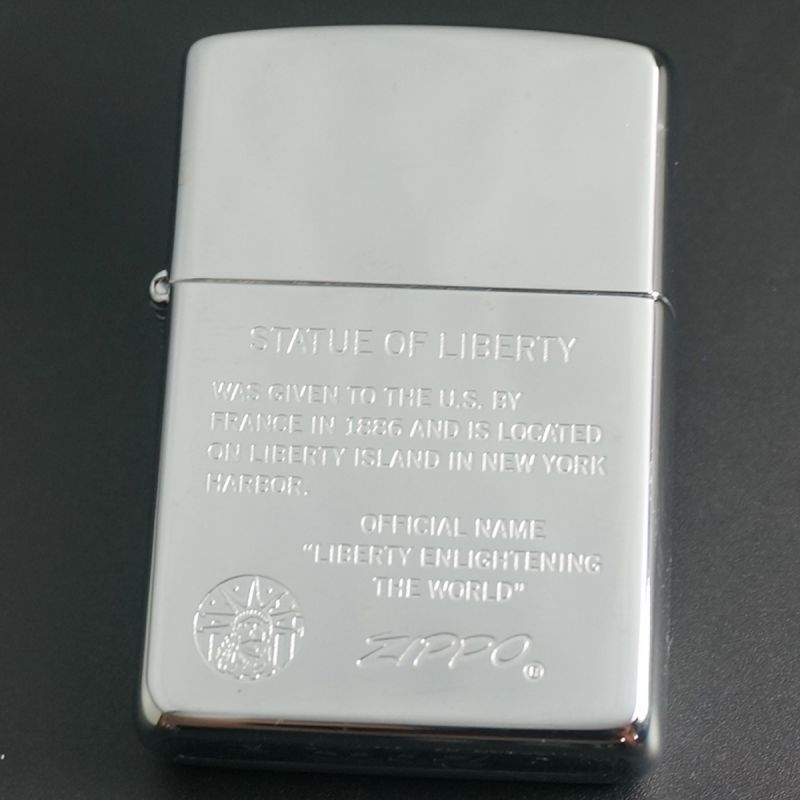 STATUE OF LIBERTY
WAS GIVEN TO THE U.S. BY
FRANCE IN 1886 AND IS LOCATED
ON LIBERTY ISLAND IN NEW YORK
HARBOR.
OFFICIAL NAME
"LIBERTY ENLIGHTENING
THE WORLD"
ZIPPO®